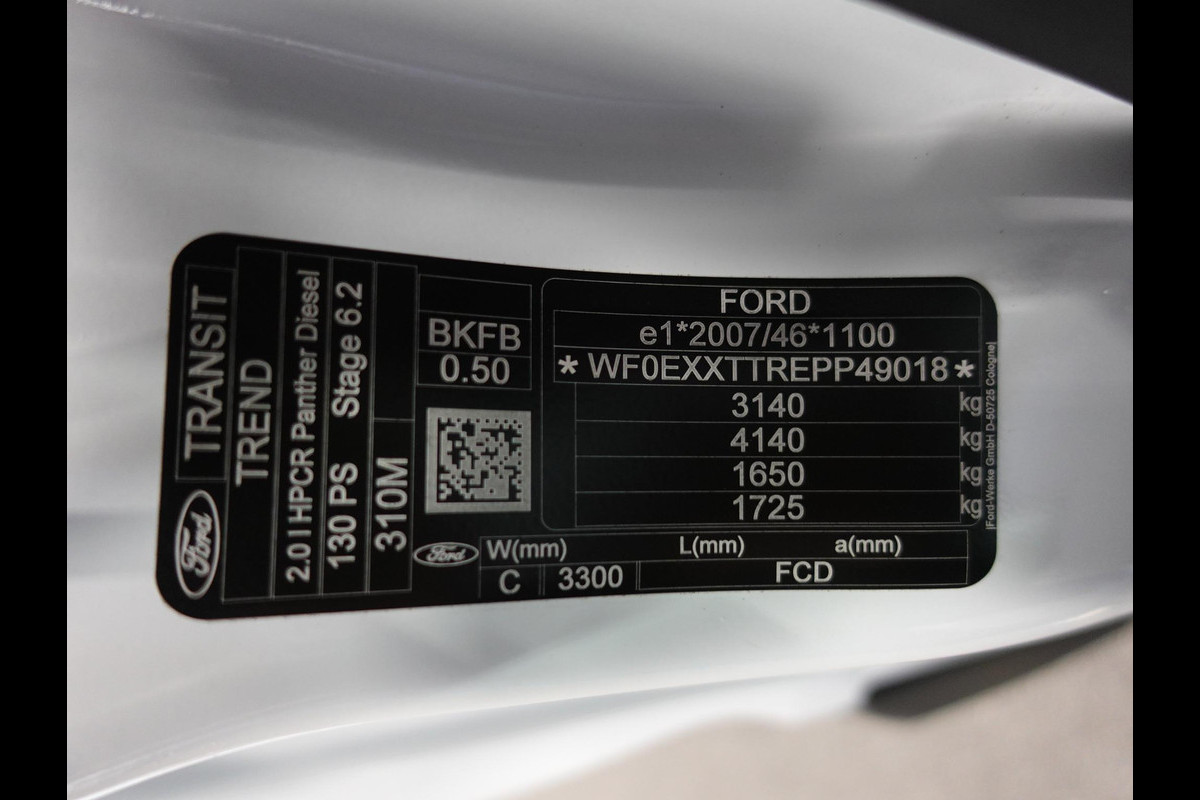 Ford
TRANSIT
TREND
2.0 l HPCR Panther Diesel
130 PS Stage 6.2
310M
BKFB
0.50
FORD
e1*2007/46*1100
* WF0EXXTTREPP49018 *
3140 kg
4140 kg
1650 kg
1725 kg
Ford-Werke GmbH D-50725 Cologne
Ford
W(mm) L(mm) a(mm)
C 3300 FCD